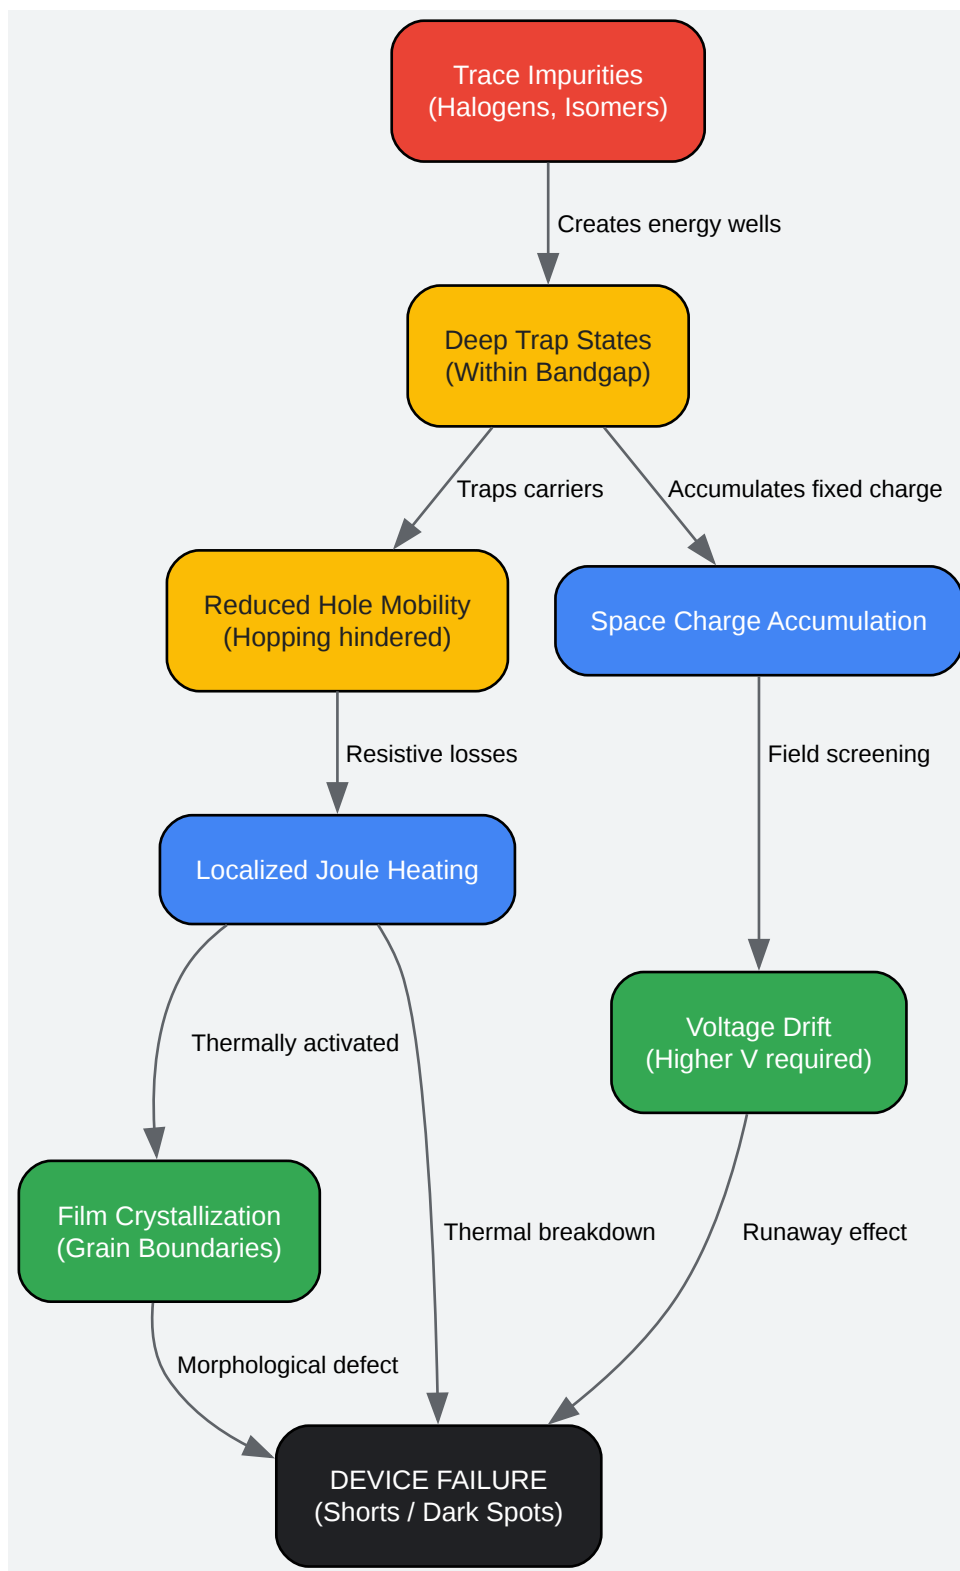 Trace Impurities
(Halogens, Isomers)
Creates energy wells
Deep Trap States
(Within Bandgap)
Traps carriers
Accumulates fixed charge
Reduced Hole Mobility
(Hopping hindered)
Space Charge Accumulation
Resistive losses
Field screening
Localized Joule Heating
Thermally activated
Voltage Drift
(Higher V required)
Film Crystallization
(Grain Boundaries)
Thermal breakdown
Runaway effect
Morphological defect
DEVICE FAILURE
(Shorts / Dark Spots)